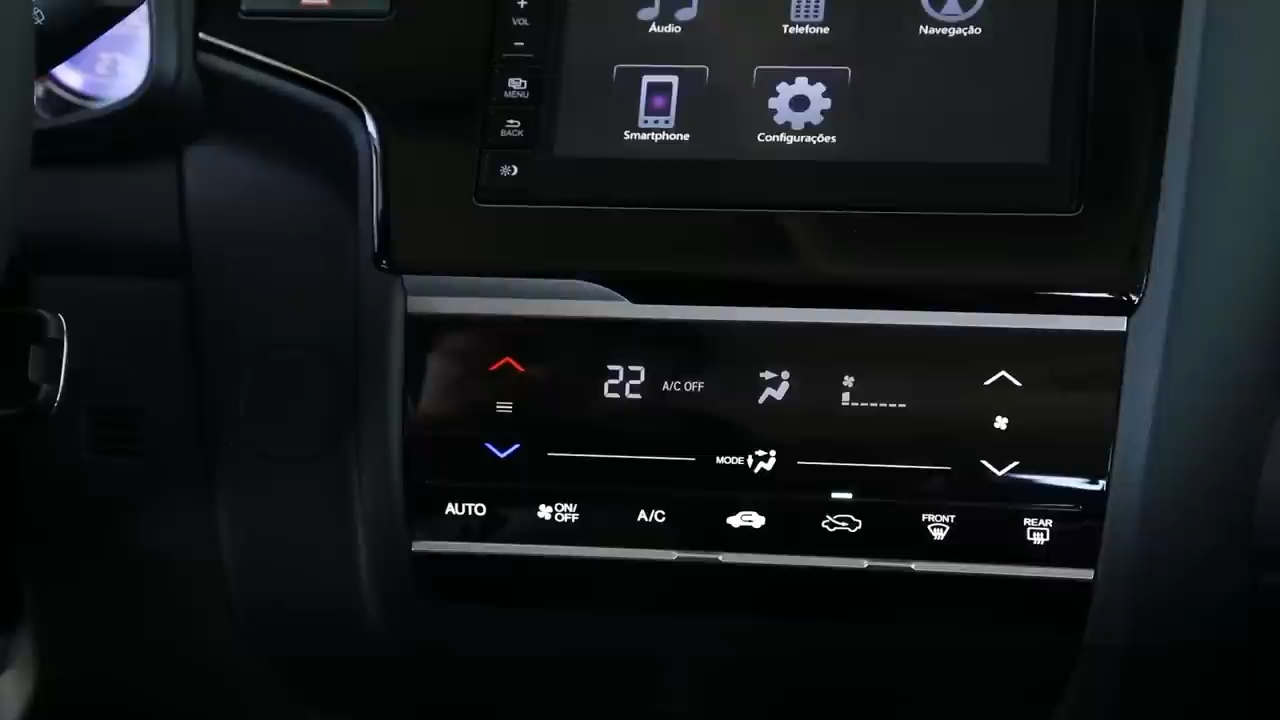 VOL
MENU
BACK
Áudio
Telefone
Navegação
Smartphone
Configurações
22
A/C OFF
MODE
AUTO
ON/
OFF
A/C
FRONT
REAR